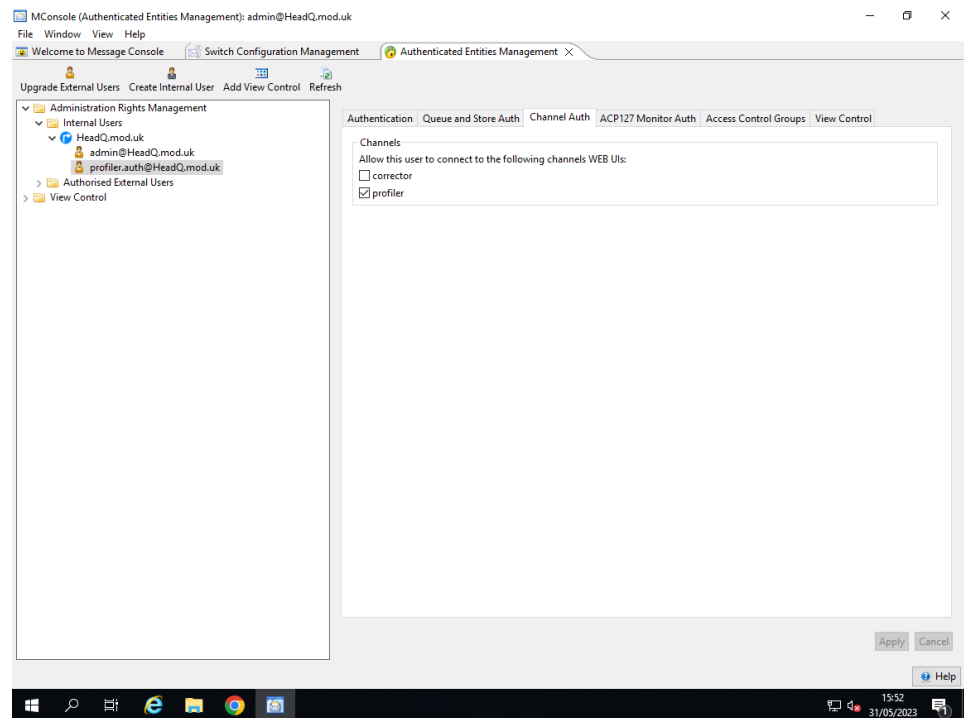 MConsole (Authenticated Entities Management): admin@HeadQ.mod.uk
File Window View Help
Welcome to Message Console Switch Configuration Management Authenticated Entities Management
Upgrade External Users Create Internal User Add View Control Refresh
Administration Rights Management
Internal Users
HeadQ.mod.uk
admin@HeadQ.mod.uk
profiler.auth@HeadQ.mod.uk
Authorised External Users
View Control
Authentication Queue and Store Auth Channel Auth ACP127 Monitor Auth Access Control Groups View Control
Channels
Allow this user to connect to the following channels WEB UIs:
corrector
profiler
Apply Cancel
Help
15:52
31/05/2023
1